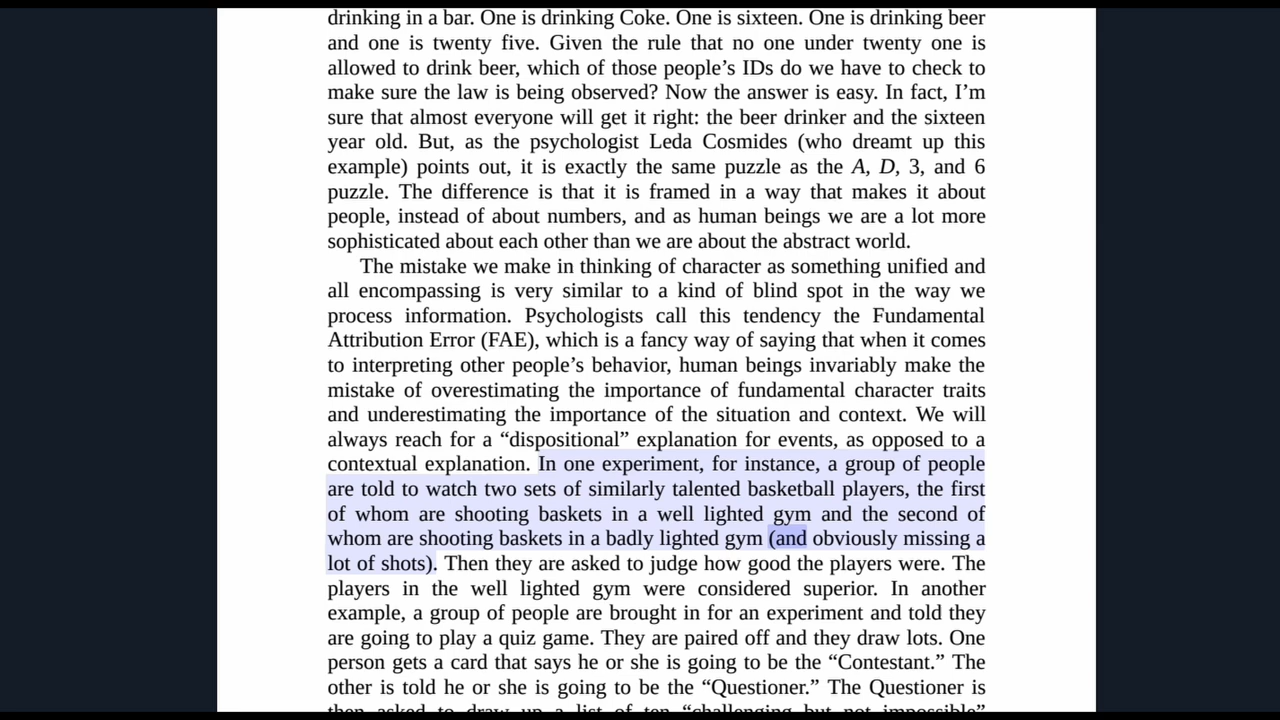 drinking in a bar. One is drinking Coke. One is sixteen. One is drinking beer
and one is twenty five. Given the rule that no one under twenty one is
allowed to drink beer, which of those people’s IDs do we have to check to
make sure the law is being observed? Now the answer is easy. In fact, I’m
sure that almost everyone will get it right: the beer drinker and the sixteen
year old. But, as the psychologist Leda Cosmides (who dreamt up this
example) points out, it is exactly the same puzzle as the A, D, 3, and 6
puzzle. The difference is that it is framed in a way that makes it about
people, instead of about numbers, and as human beings we are a lot more
sophisticated about each other than we are about the abstract world.
The mistake we make in thinking of character as something unified and
all encompassing is very similar to a kind of blind spot in the way we
process information. Psychologists call this tendency the Fundamental
Attribution Error (FAE), which is a fancy way of saying that when it comes
to interpreting other people’s behavior, human beings invariably make the
mistake of overestimating the importance of fundamental character traits
and underestimating the importance of the situation and context. We will
always reach for a “dispositional” explanation for events, as opposed to a
contextual explanation. In one experiment, for instance, a group of people
are told to watch two sets of similarly talented basketball players, the first
of whom are shooting baskets in a well lighted gym and the second of
whom are shooting baskets in a badly lighted gym (and obviously missing a
lot of shots). Then they are asked to judge how good the players were. The
players in the well lighted gym were considered superior. In another
example, a group of people are brought in for an experiment and told they
are going to play a quiz game. They are paired off and they draw lots. One
person gets a card that says he or she is going to be the “Contestant.” The
other is told he or she is going to be the “Questioner.” The Questioner is
then asked to draw up a list of ten “challenging but not impossible”